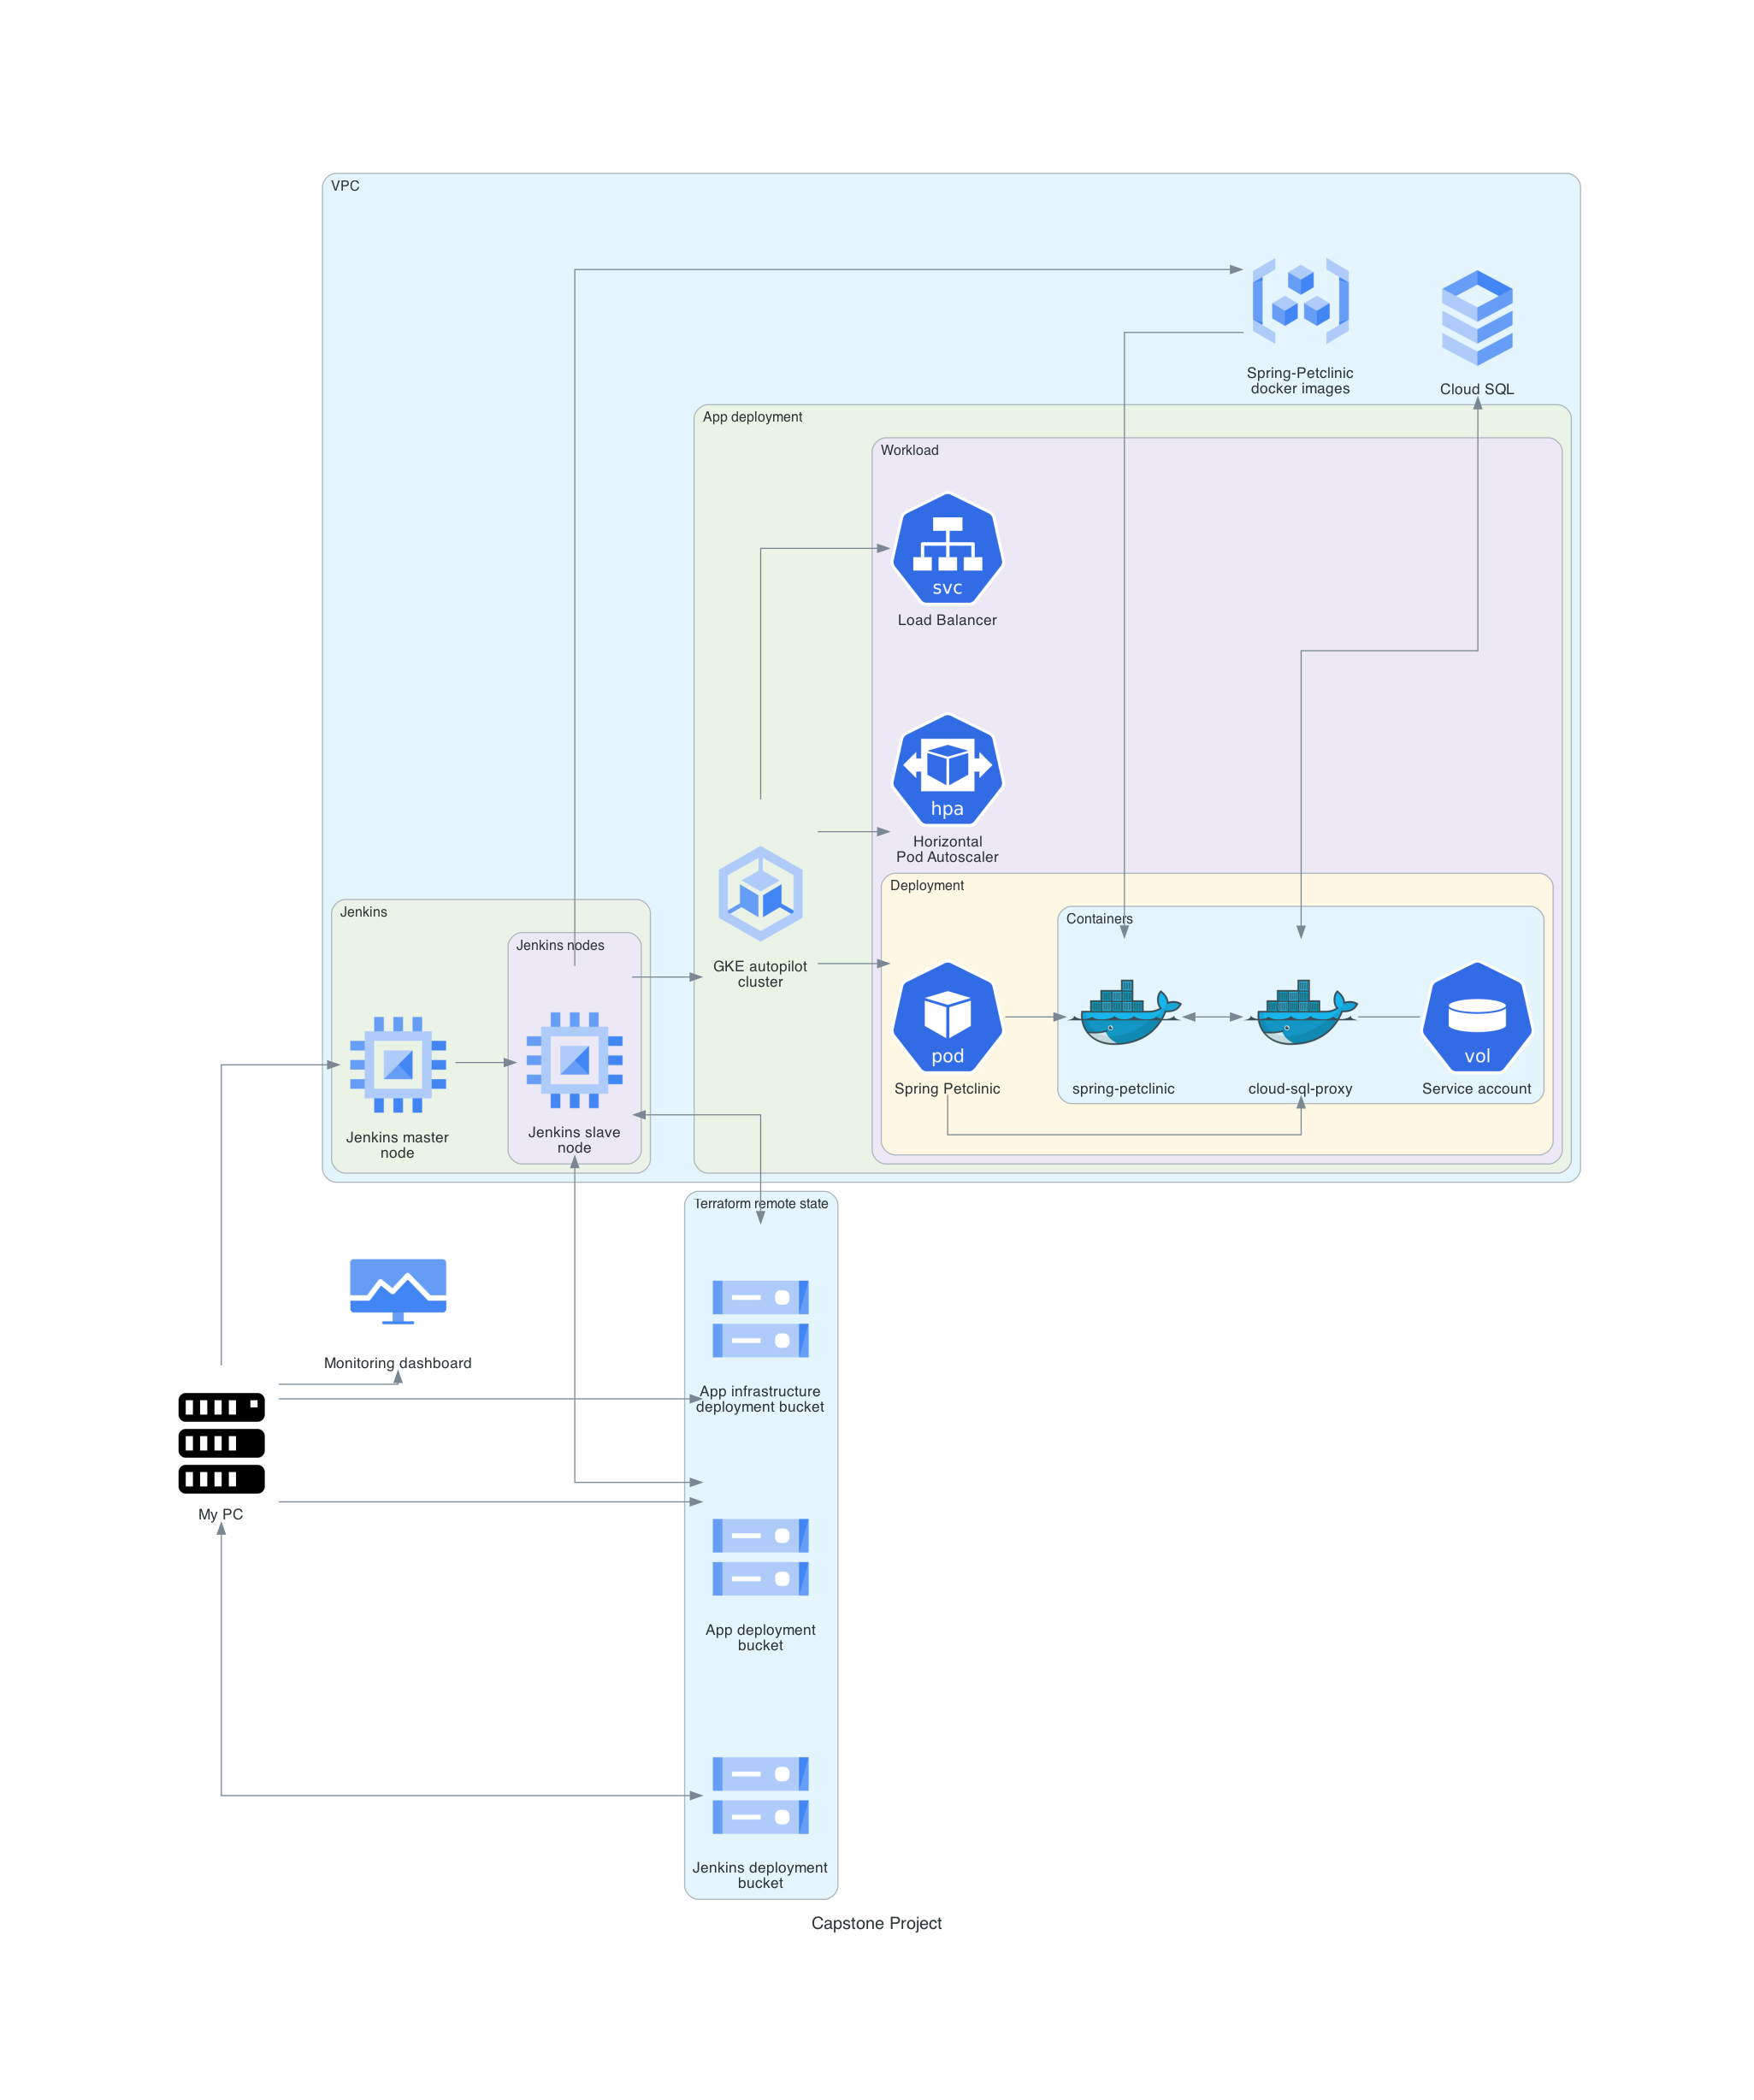 VPC
Spring-Petclinic
docker images
Cloud SQL
App deployment
Workload
svc
Load Balancer
hpa
Horizontal
Pod Autoscaler
Deployment
Jenkins
Containers
Jenkins nodes
GKE autopilot
cluster
pod
vol
Spring Petclinic
spring-petclinic
cloud-sql-proxy
Service account
Jenkins master
node
Jenkins slave
node
Terraform remote state
Monitoring dashboard
App infrastructure
deployment bucket
My PC
App deployment
bucket
Jenkins deployment
bucket
Capstone Project